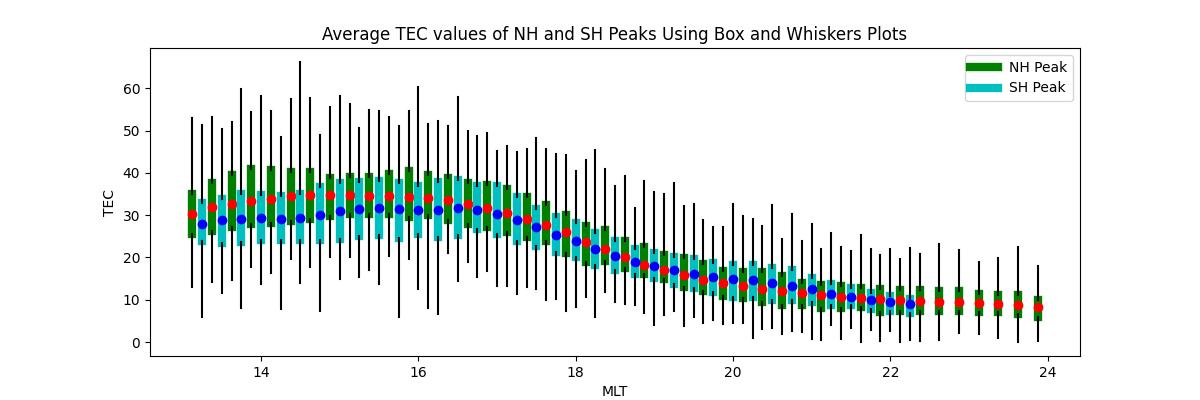 Average TEC values of NH and SH Peaks Using Box and Whiskers Plots
NH Peak
SH Peak
60
50
40
30
20
10
0
TEC
14 16 18 20 22 24
MLT